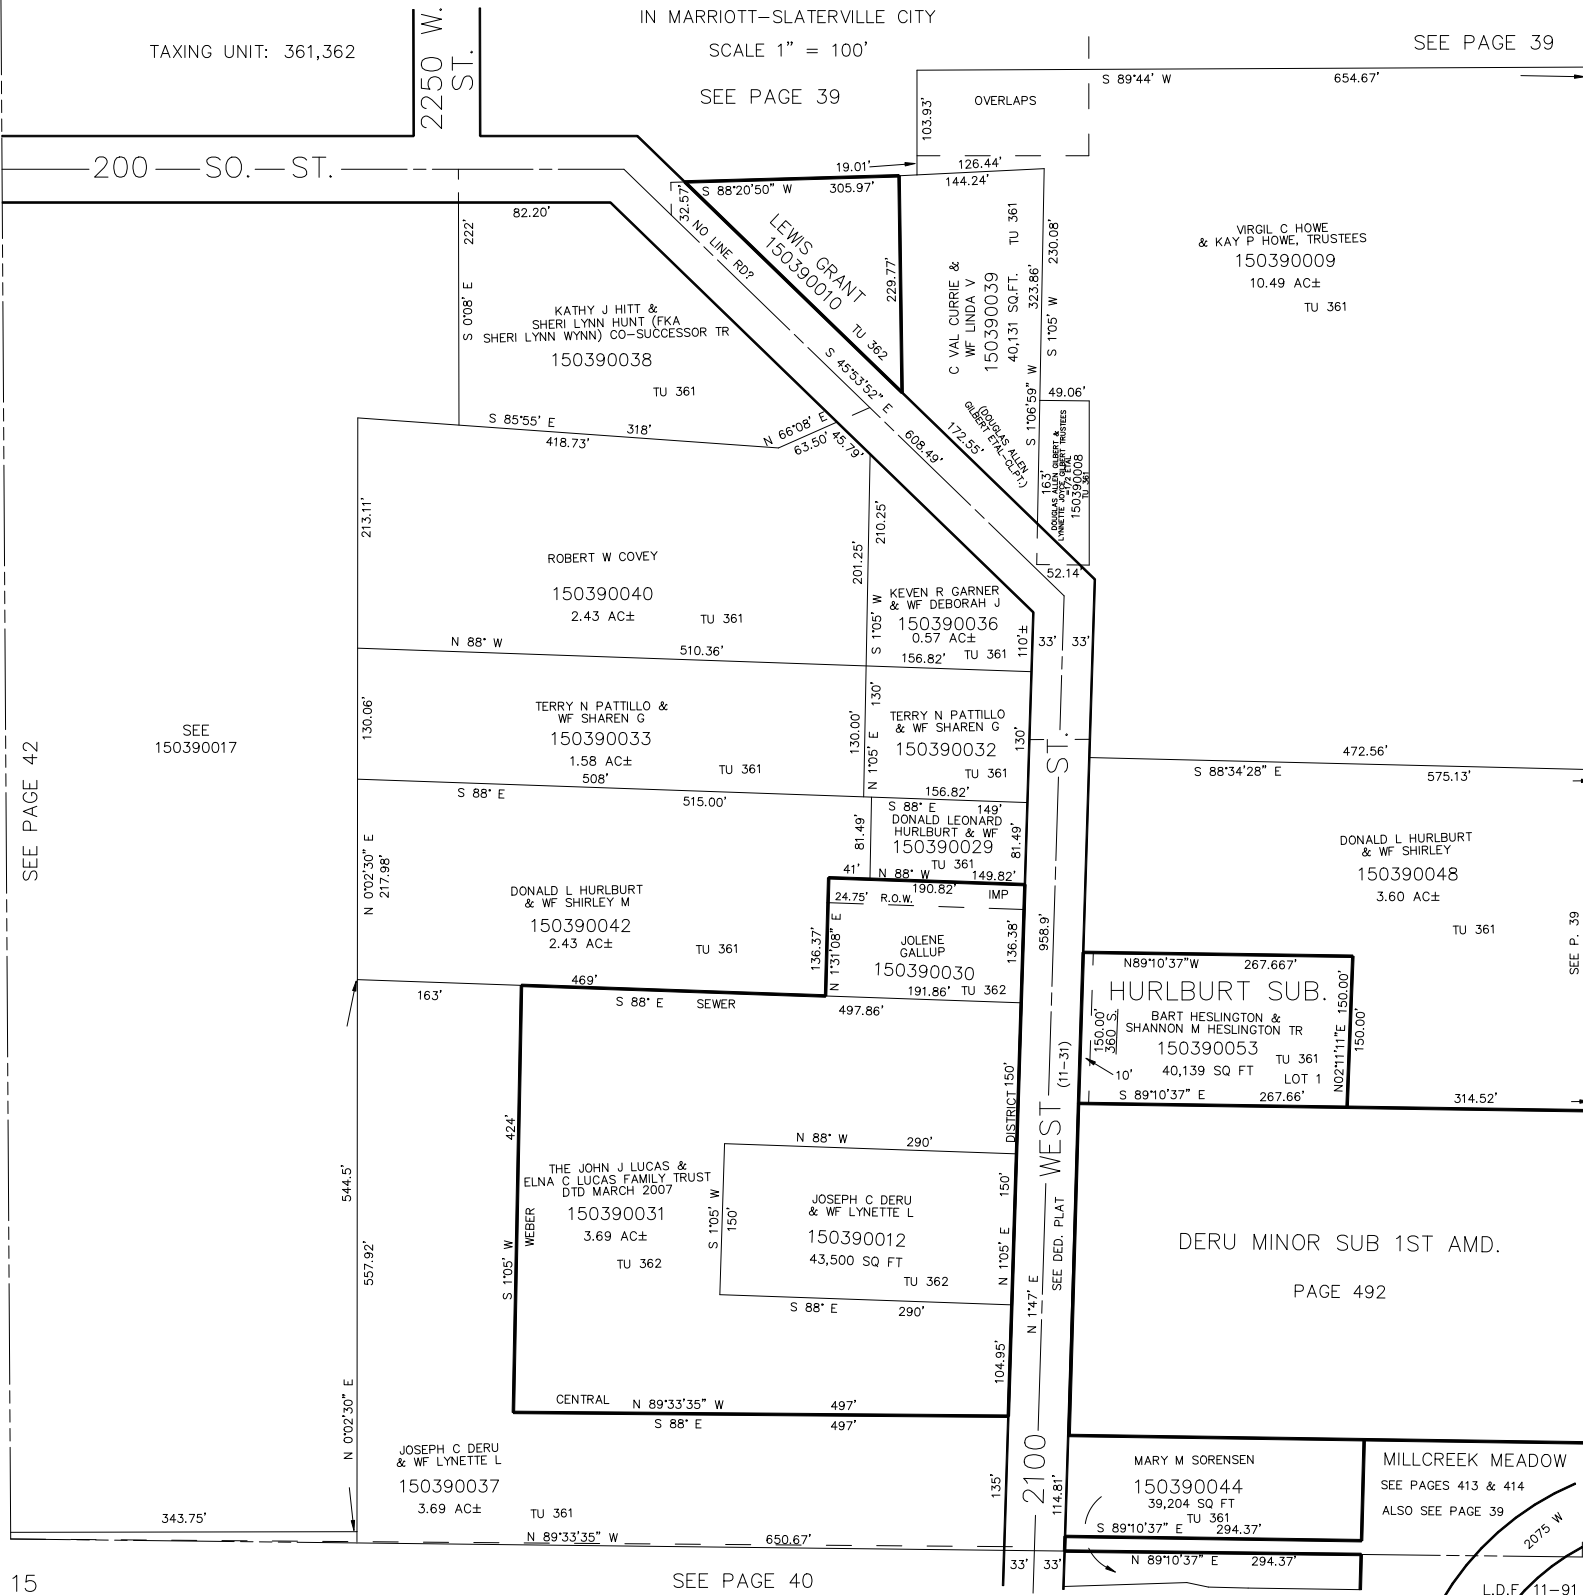 IN MARRIOTT-SLATERVILLE CITY
TAXING UNIT: 361,362
SCALE 1" = 100'
SEE PAGE 39
SEE PAGE 39
2250 W.
ST.
S 89°44' W
654.67'
OVERLAPS
103.93'
200 SO. ST.
19.01'
126.44'
144.24'
S 88°20'50" W
305.97'
32.57'
NO LINE RD?
82.20'
222'
S 0°08' E
LEWIS GRANT
150390010
TU 362
229.77'
C VAL CURRIE &
WF LINDA V
150390039
40,131 SQ.FT.
TU 361
323.86'
S 1°06'59" W
230.08'
S 1°05' W
VIRGIL C HOWE
& KAY P HOWE, TRUSTEES
150390009
10.49 AC±
TU 361
KATHY J HITT &
SHERI LYNN HUNT (FKA
SHERI LYNN WYNN) CO-SUCCESSOR TR
150390038
TU 361
S 45°53'52" E
608.49'
172.55'
(DOUGLAS ALLEN
GILBERT ETAL-CL.PT.)
49.06'
163'
DOUGLAS ALLEN GILBERT &
LYNNETTE JOYCE GILBERT TRUSTEES
=1/2 ETAL
150390008
TU 361
52.14'
S 85°55' E
318'
418.73'
N 66°08' E
63.50'
45.79'
213.11'
ROBERT W COVEY
150390040
2.43 AC±
TU 361
210.25'
201.25'
S 1°05' W
KEVEN R GARNER
& WF DEBORAH J
150390036
0.57 AC±
TU 361
156.82'
110'±
33'
33'
N 88° W
510.36'
SEE
150390017
SEE PAGE 42
130.06'
TERRY N PATTILLO &
WF SHAREN G
150390033
1.58 AC±
TU 361
508'
130.00'
130'
N 1°05' E
TERRY N PATTILLO
& WF SHAREN G
150390032
TU 361
156.82'
130'
ST.
472.56'
S 88°34'28" E
575.13'
S 88° E
515.00'
S 88° E
149'
DONALD LEONARD
HURLBURT & WF
150390029
TU 361
81.49'
81.49'
41'
N 88° W
149.82'
190.82'
N 0°02'30" E
217.98'
DONALD L HURLBURT
& WF SHIRLEY M
150390042
2.43 AC±
TU 361
24.75'
R.O.W.
IMP
136.37'
N 1°31'08" E
JOLENE
GALLUP
150390030
191.86'
TU 362
136.38'
958.9'
DONALD L HURLBURT
& WF SHIRLEY
150390048
3.60 AC±
TU 361
SEE P. 39
163'
469'
S 88° E
SEWER
497.86'
N89°10'37"W
267.667'
HURLBURT SUB.
BART HESLINGTON &
SHANNON M HESLINGTON TR
150390053
TU 361
40,139 SQ FT
LOT 1
150.00'
360 S
10'
S 89°10'37" E
267.66'
N02°11'11"E
150.00'
150.00'
314.52'
(11-31)
DISTRICT
150'
424'
544.5'
557.92'
WEBER
S 1°05' W
THE JOHN J LUCAS &
ELNA C LUCAS FAMILY TRUST
DTD MARCH 2007
150390031
3.69 AC±
TU 362
N 88° W
290'
S 1°05' W
150'
JOSEPH C DERU
& WF LYNETTE L
150390012
43,500 SQ FT
TU 362
S 88° E
290'
150'
N 1°05' E
104.95'
WEST
SEE DED. PLAT
N 1°47' E
DERU MINOR SUB 1ST AMD.
PAGE 492
CENTRAL
N 89°33'35" W
497'
S 88° E
497'
N 0°02'30" E
JOSEPH C DERU
& WF LYNETTE L
150390037
3.69 AC±
TU 361
135'
2100
114.81'
MARY M SORENSEN
150390044
39,204 SQ FT
TU 361
S 89°10'37" E
294.37'
MILLCREEK MEADOW
SEE PAGES 413 & 414
ALSO SEE PAGE 39
2075 W
343.75'
N 89°33'35" W
650.67'
33'
33'
N 89°10'37" E
294.37'
15
SEE PAGE 40
L.D.F. 11-91